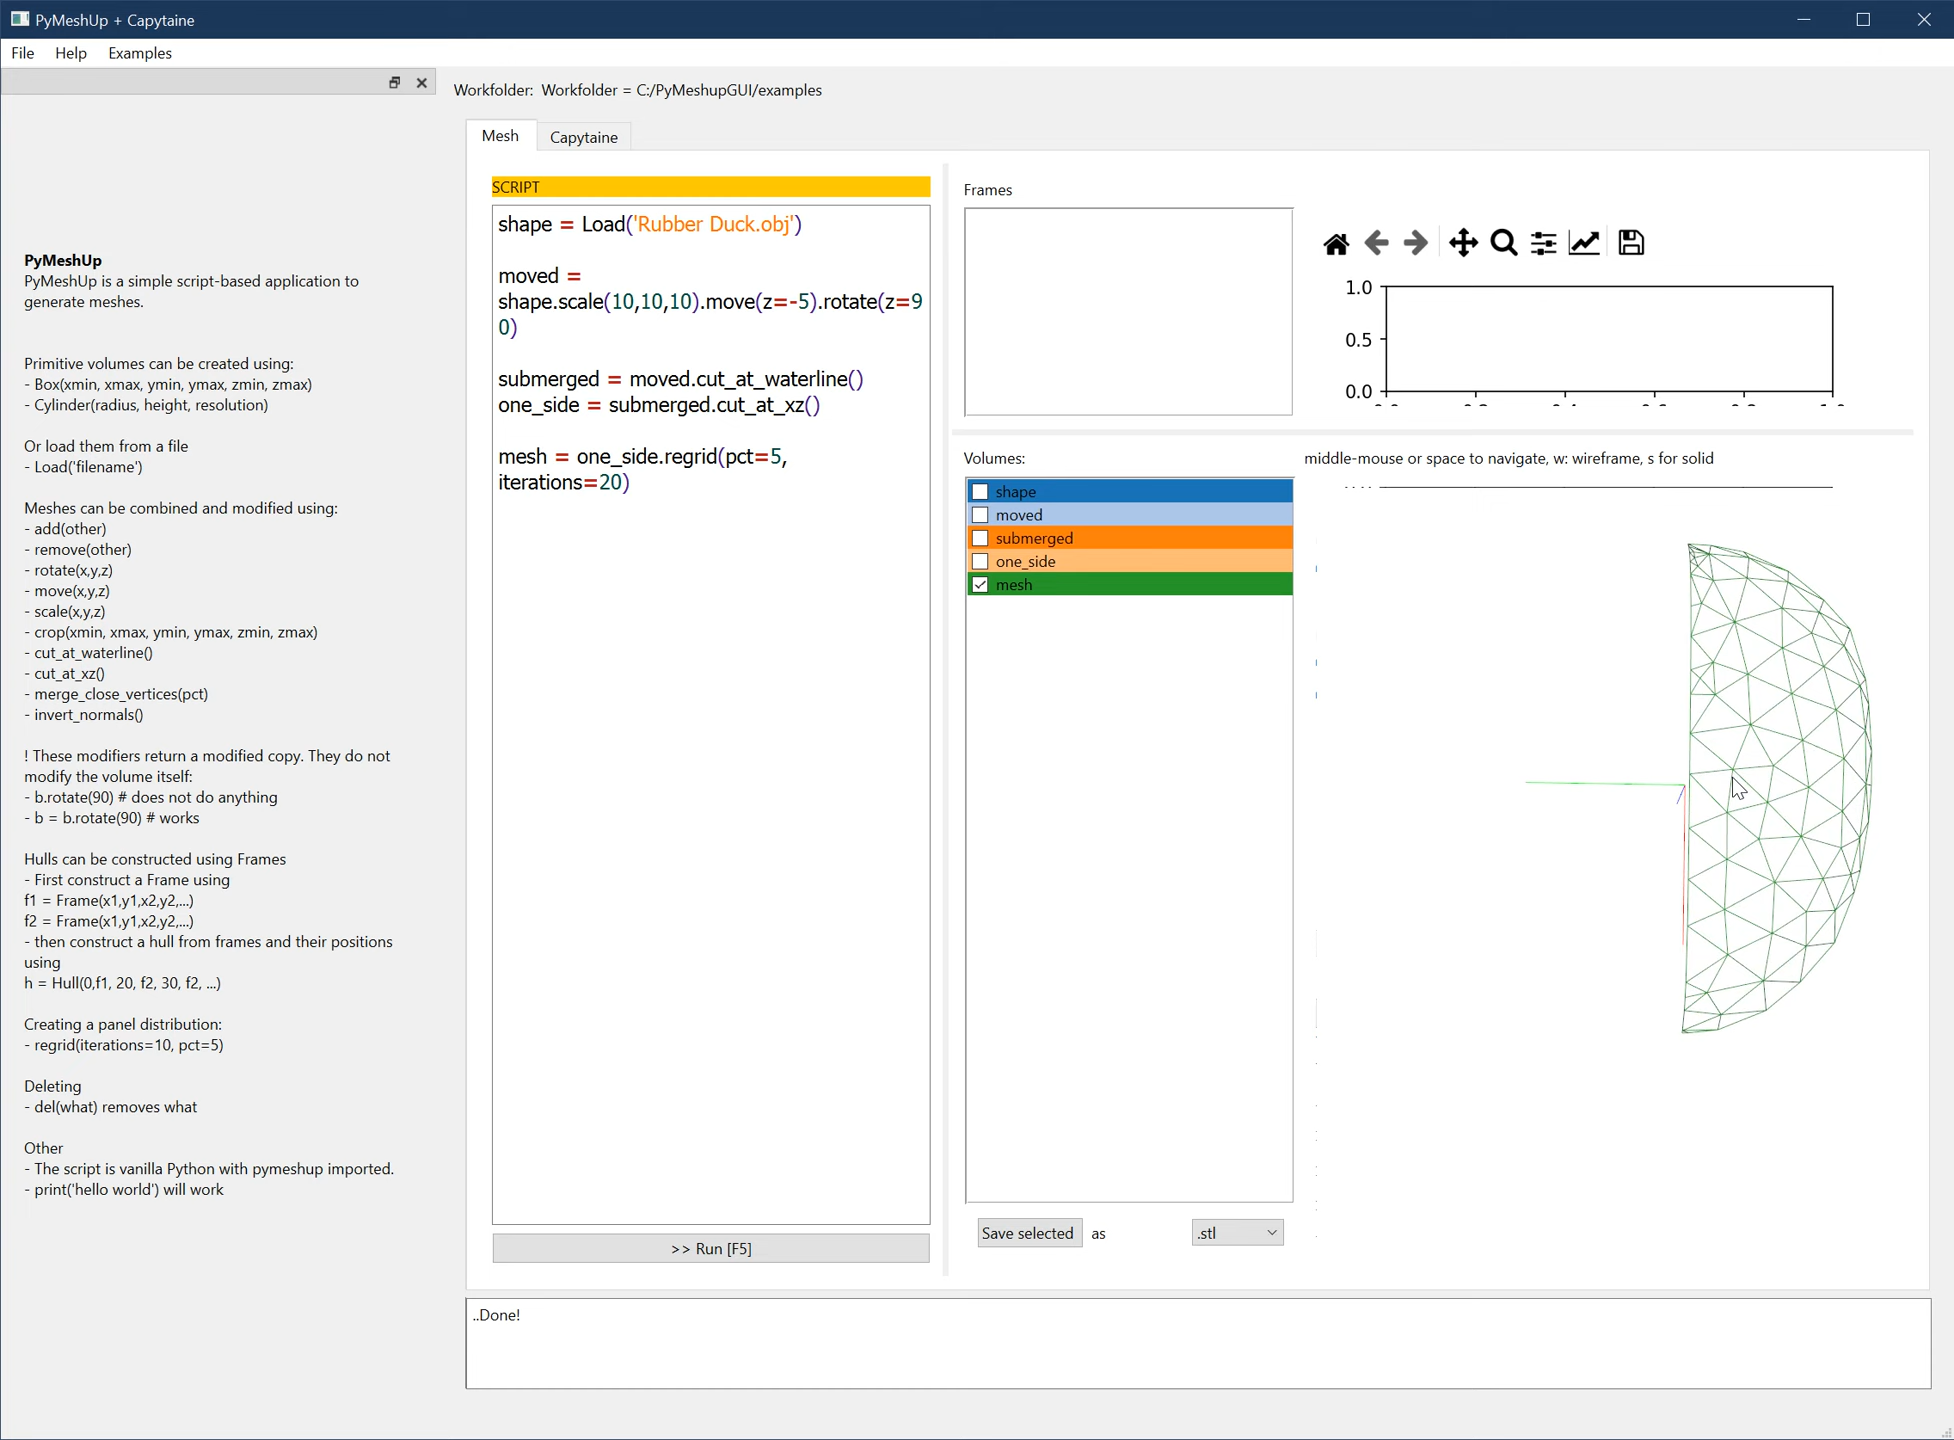 PyMeshUp + Capytaine
File Help Examples
Workfolder: Workfolder = C:/PyMeshupGUI/examples
Mesh Capytaine
PyMeshUp
PyMeshUp is a simple script-based application to
generate meshes.
Primitive volumes can be created using:
- Box(xmin, xmax, ymin, ymax, zmin, zmax)
- Cylinder(radius, height, resolution)
Or load them from a file
- Load('filename')
Meshes can be combined and modified using:
- add(other)
- remove(other)
- rotate(x,y,z)
- move(x,y,z)
- scale(x,y,z)
- crop(xmin, xmax, ymin, ymax, zmin, zmax)
- cut_at_waterline()
- cut_at_xz()
- merge_close_vertices(pct)
- invert_normals()
! These modifiers return a modified copy. They do not
modify the volume itself:
- b.rotate(90) # does not do anything
- b = b.rotate(90) # works
Hulls can be constructed using Frames
- First construct a Frame using
f1 = Frame(x1,y1,x2,y2,...)
f2 = Frame(x1,y1,x2,y2,...)
- then construct a hull from frames and their positions
using
h = Hull(0,f1, 20, f2, 30, f2, ...)
Creating a panel distribution:
- regrid(iterations=10, pct=5)
Deleting
- del(what) removes what
Other
- The script is vanilla Python with pymeshup imported.
- print('hello world') will work
SCRIPT
shape = Load('Rubber Duck.obj')
moved =
shape.scale(10,10,10).move(z=-5).rotate(z=9
0)
submerged = moved.cut_at_waterline()
one_side = submerged.cut_at_xz()
mesh = one_side.regrid(pct=5,
iterations=20)
>> Run [F5]
Frames
1.0
0.5
0.0
Volumes:
middle-mouse or space to navigate, w: wireframe, s for solid
shape
moved
submerged
one_side
mesh
Save selected as .stl
..Done!